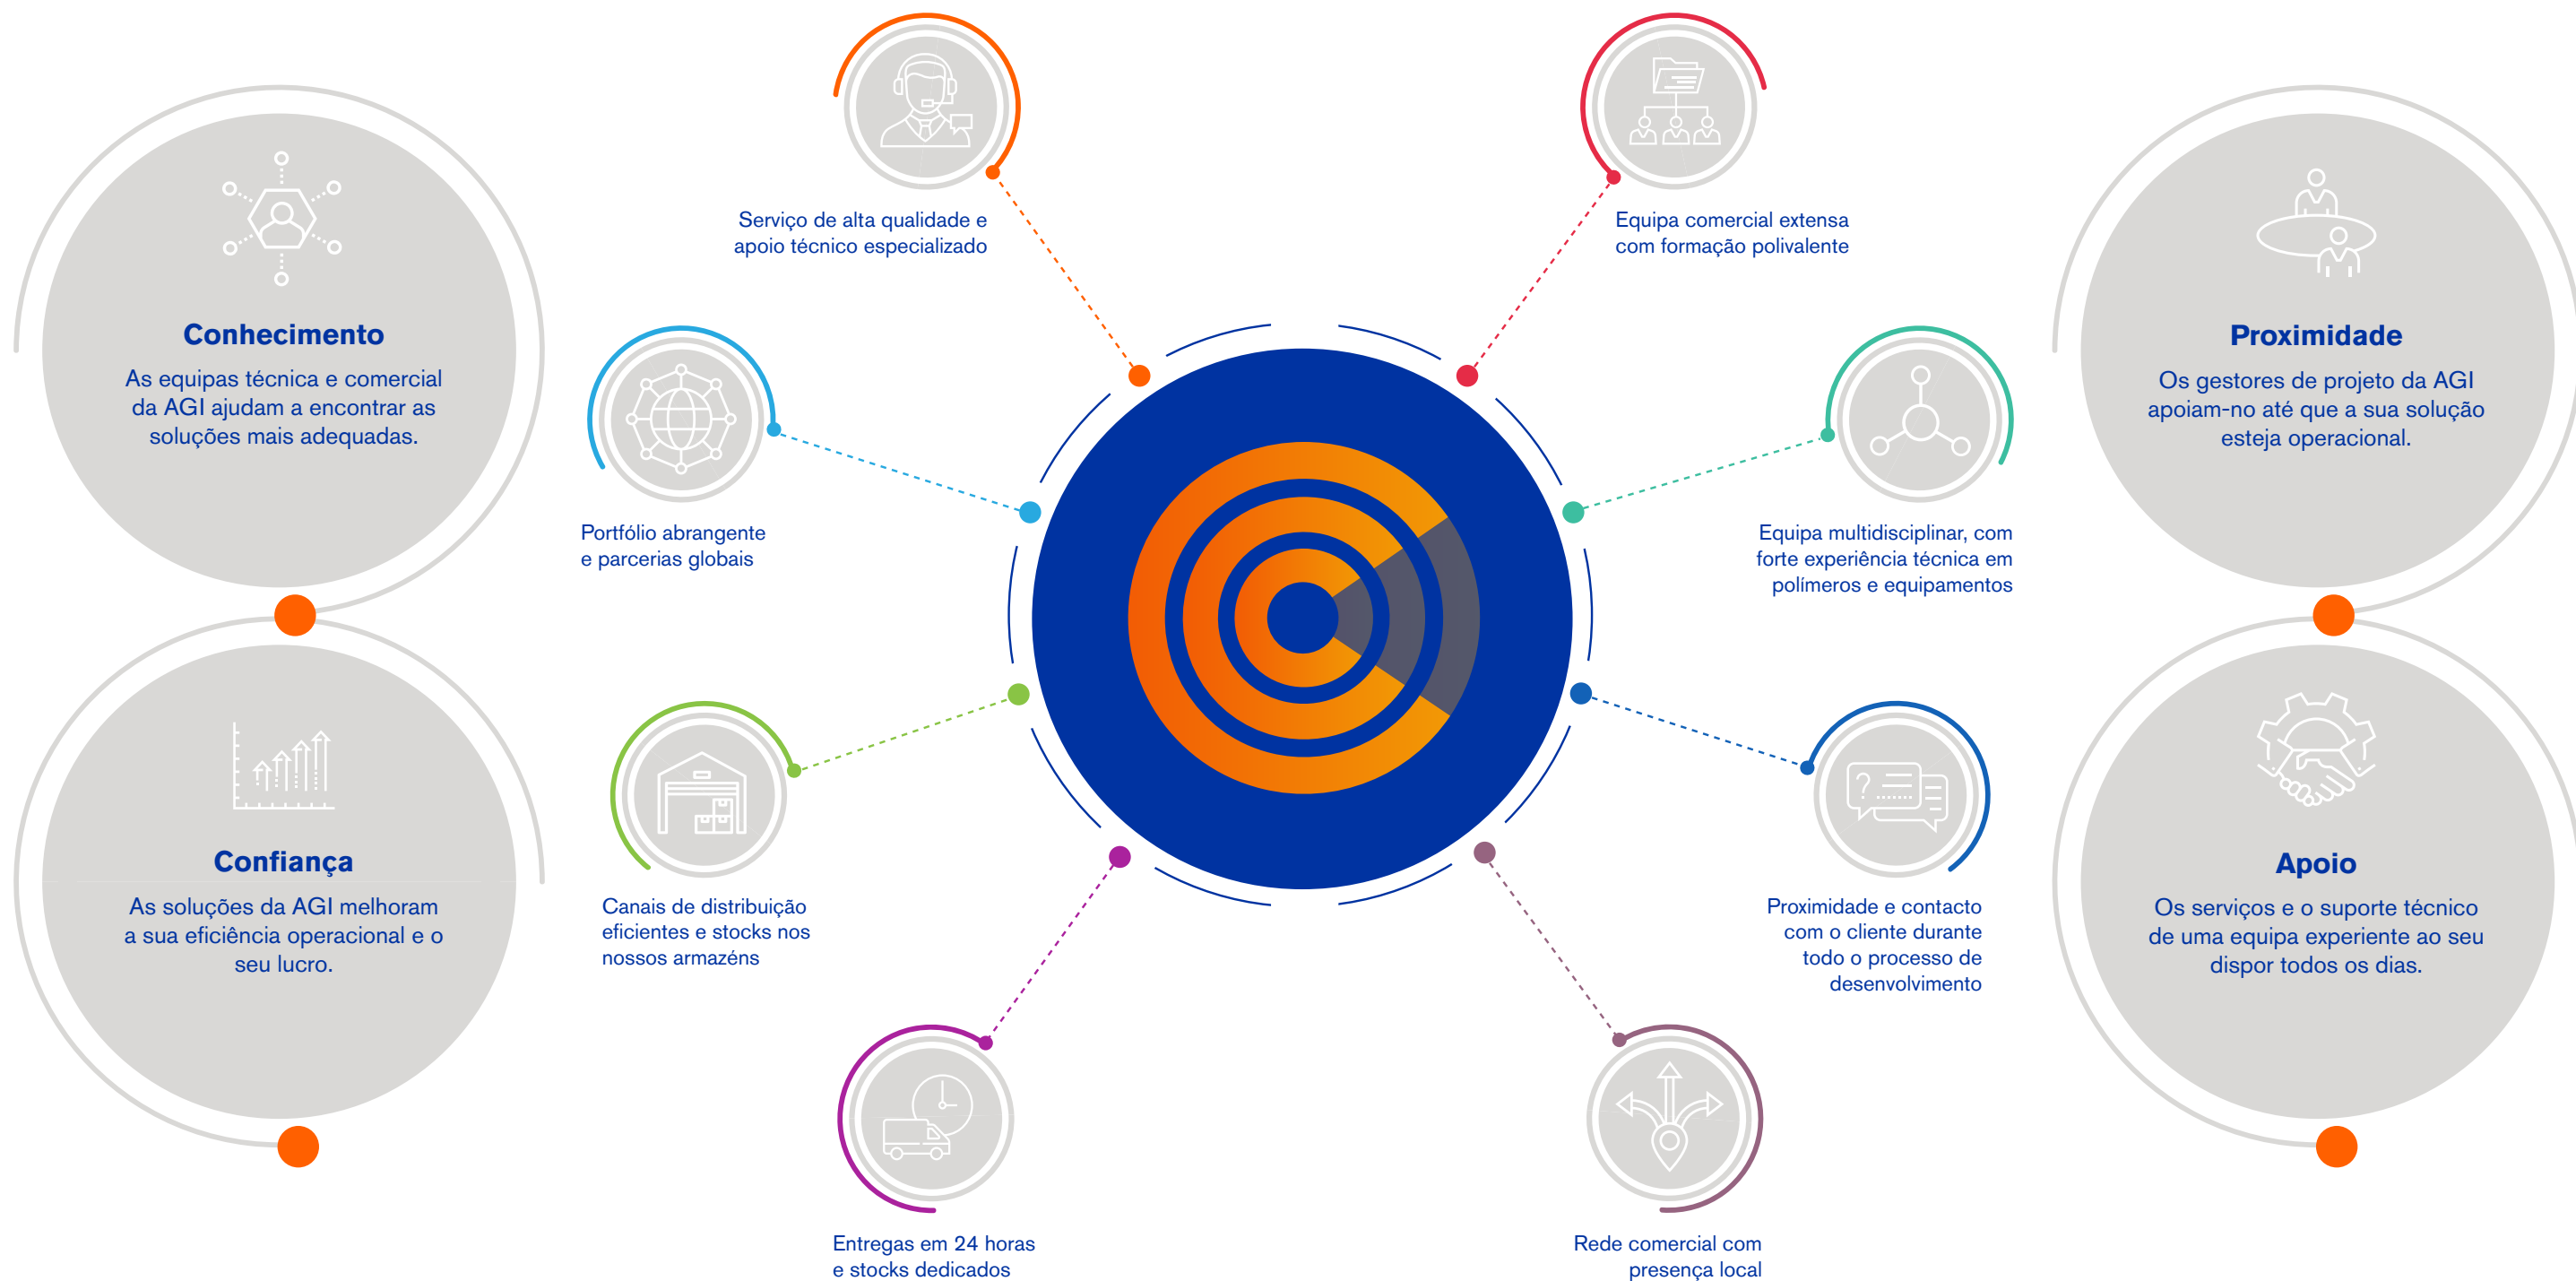 Conhecimento
As equipas técnica e comercial
da AGI ajudam a encontrar as
soluções mais adequadas.
Confiança
As soluções da AGI melhoram
a sua eficiência operacional e o
seu lucro.
Serviço de alta qualidade e
apoio técnico especializado
Portfólio abrangente
e parcerias globais
Canais de distribuição
eficientes e stocks nos
nossos armazéns
Entregas em 24 horas
e stocks dedicados
Equipa comercial extensa
com formação polivalente
Equipa multidisciplinar, com
forte experiência técnica em
polímeros e equipamentos
?
Proximidade e contacto
com o cliente durante
todo o processo de
desenvolvimento
Rede comercial com
presença local
Proximidade
Os gestores de projeto da AGI
apoiam-no até que a sua solução
esteja operacional.
Apoio
Os serviços e o suporte técnico
de uma equipa experiente ao seu
dispor todos os dias.